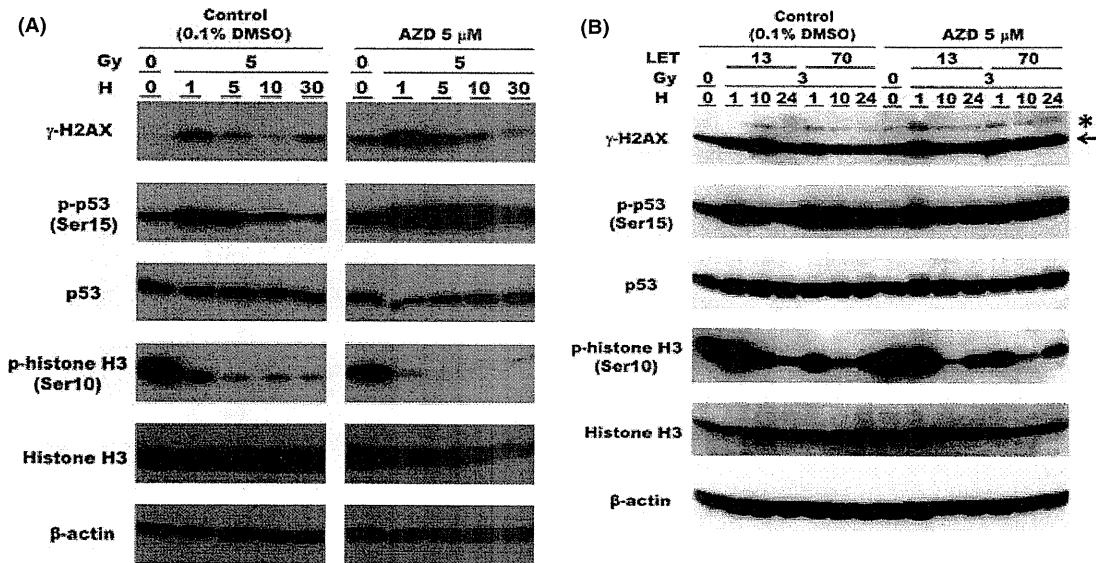 (A)
Control
(0.1% DMSO)
AZD 5 μM
Gy 0 5 0 5
H 0 1 5 10 30 0 1 5 10 30
γ-H2AX
p-p53
(Ser15)
p53
p-histone H3
(Ser10)
Histone H3
β-actin
(B)
Control
(0.1% DMSO)
AZD 5 μM
LET 13 70 13 70
Gy 0 3 0 3
H 0 1 10 24 1 10 24 0 1 10 24 1 10 24
γ-H2AX
*
←
p-p53
(Ser15)
p53
p-histone H3
(Ser10)
Histone H3
β-actin